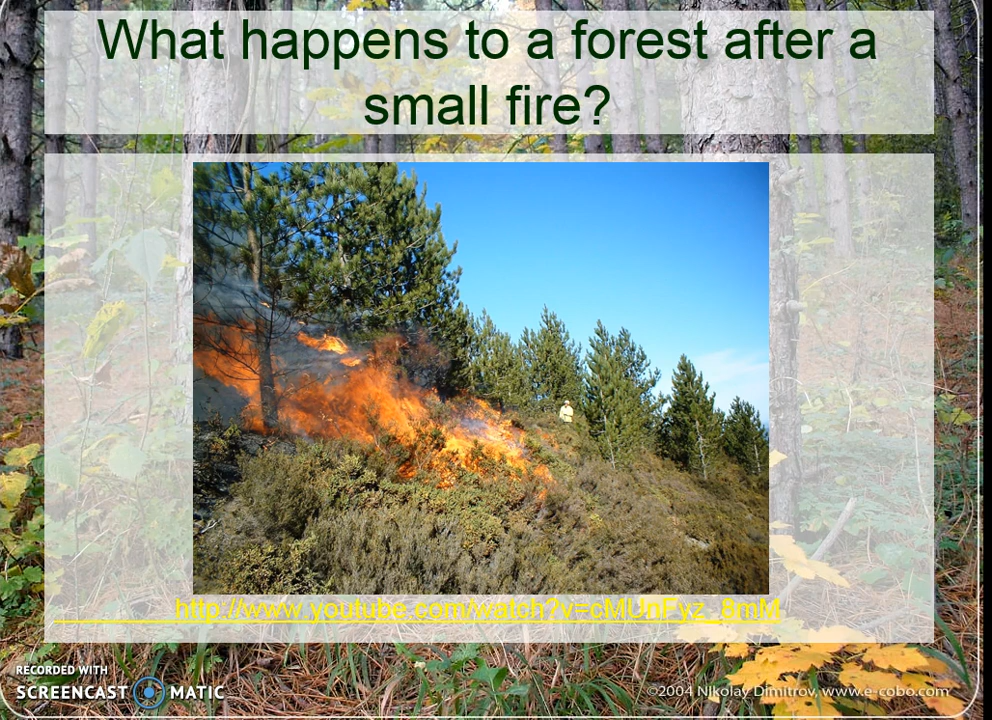 What happens to a forest after a
small fire?
http://www.youtube.com/watch?v=cMUnFyz_8mM
RECORDED WITH
SCREENCAST MATIC
©2004 Nikolay Dimitrov, www.e-cobo.com